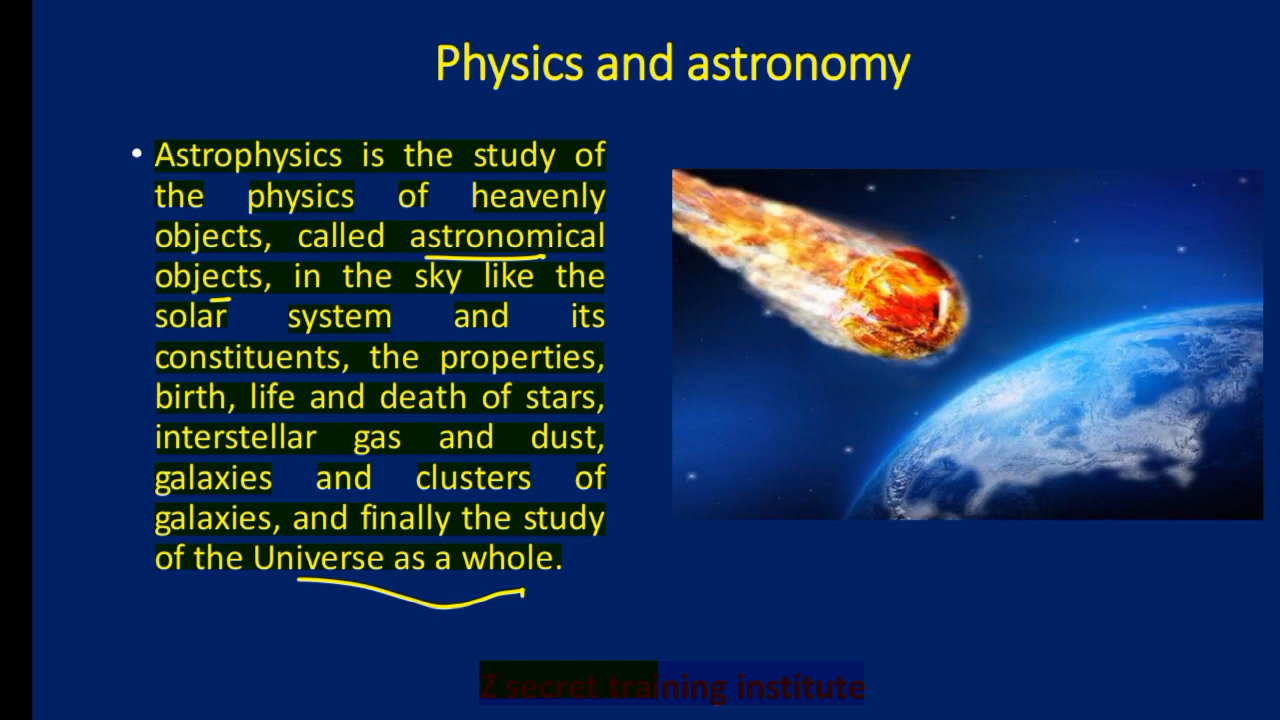 Physics and astronomy
• Astrophysics is the study of
the physics of heavenly
objects, called astronomical
objects, in the sky like the
solar system and its
constituents, the properties,
birth, life and death of stars,
interstellar gas and dust,
galaxies and clusters of
galaxies, and finally the study
of the Universe as a whole.
Z secret training institute